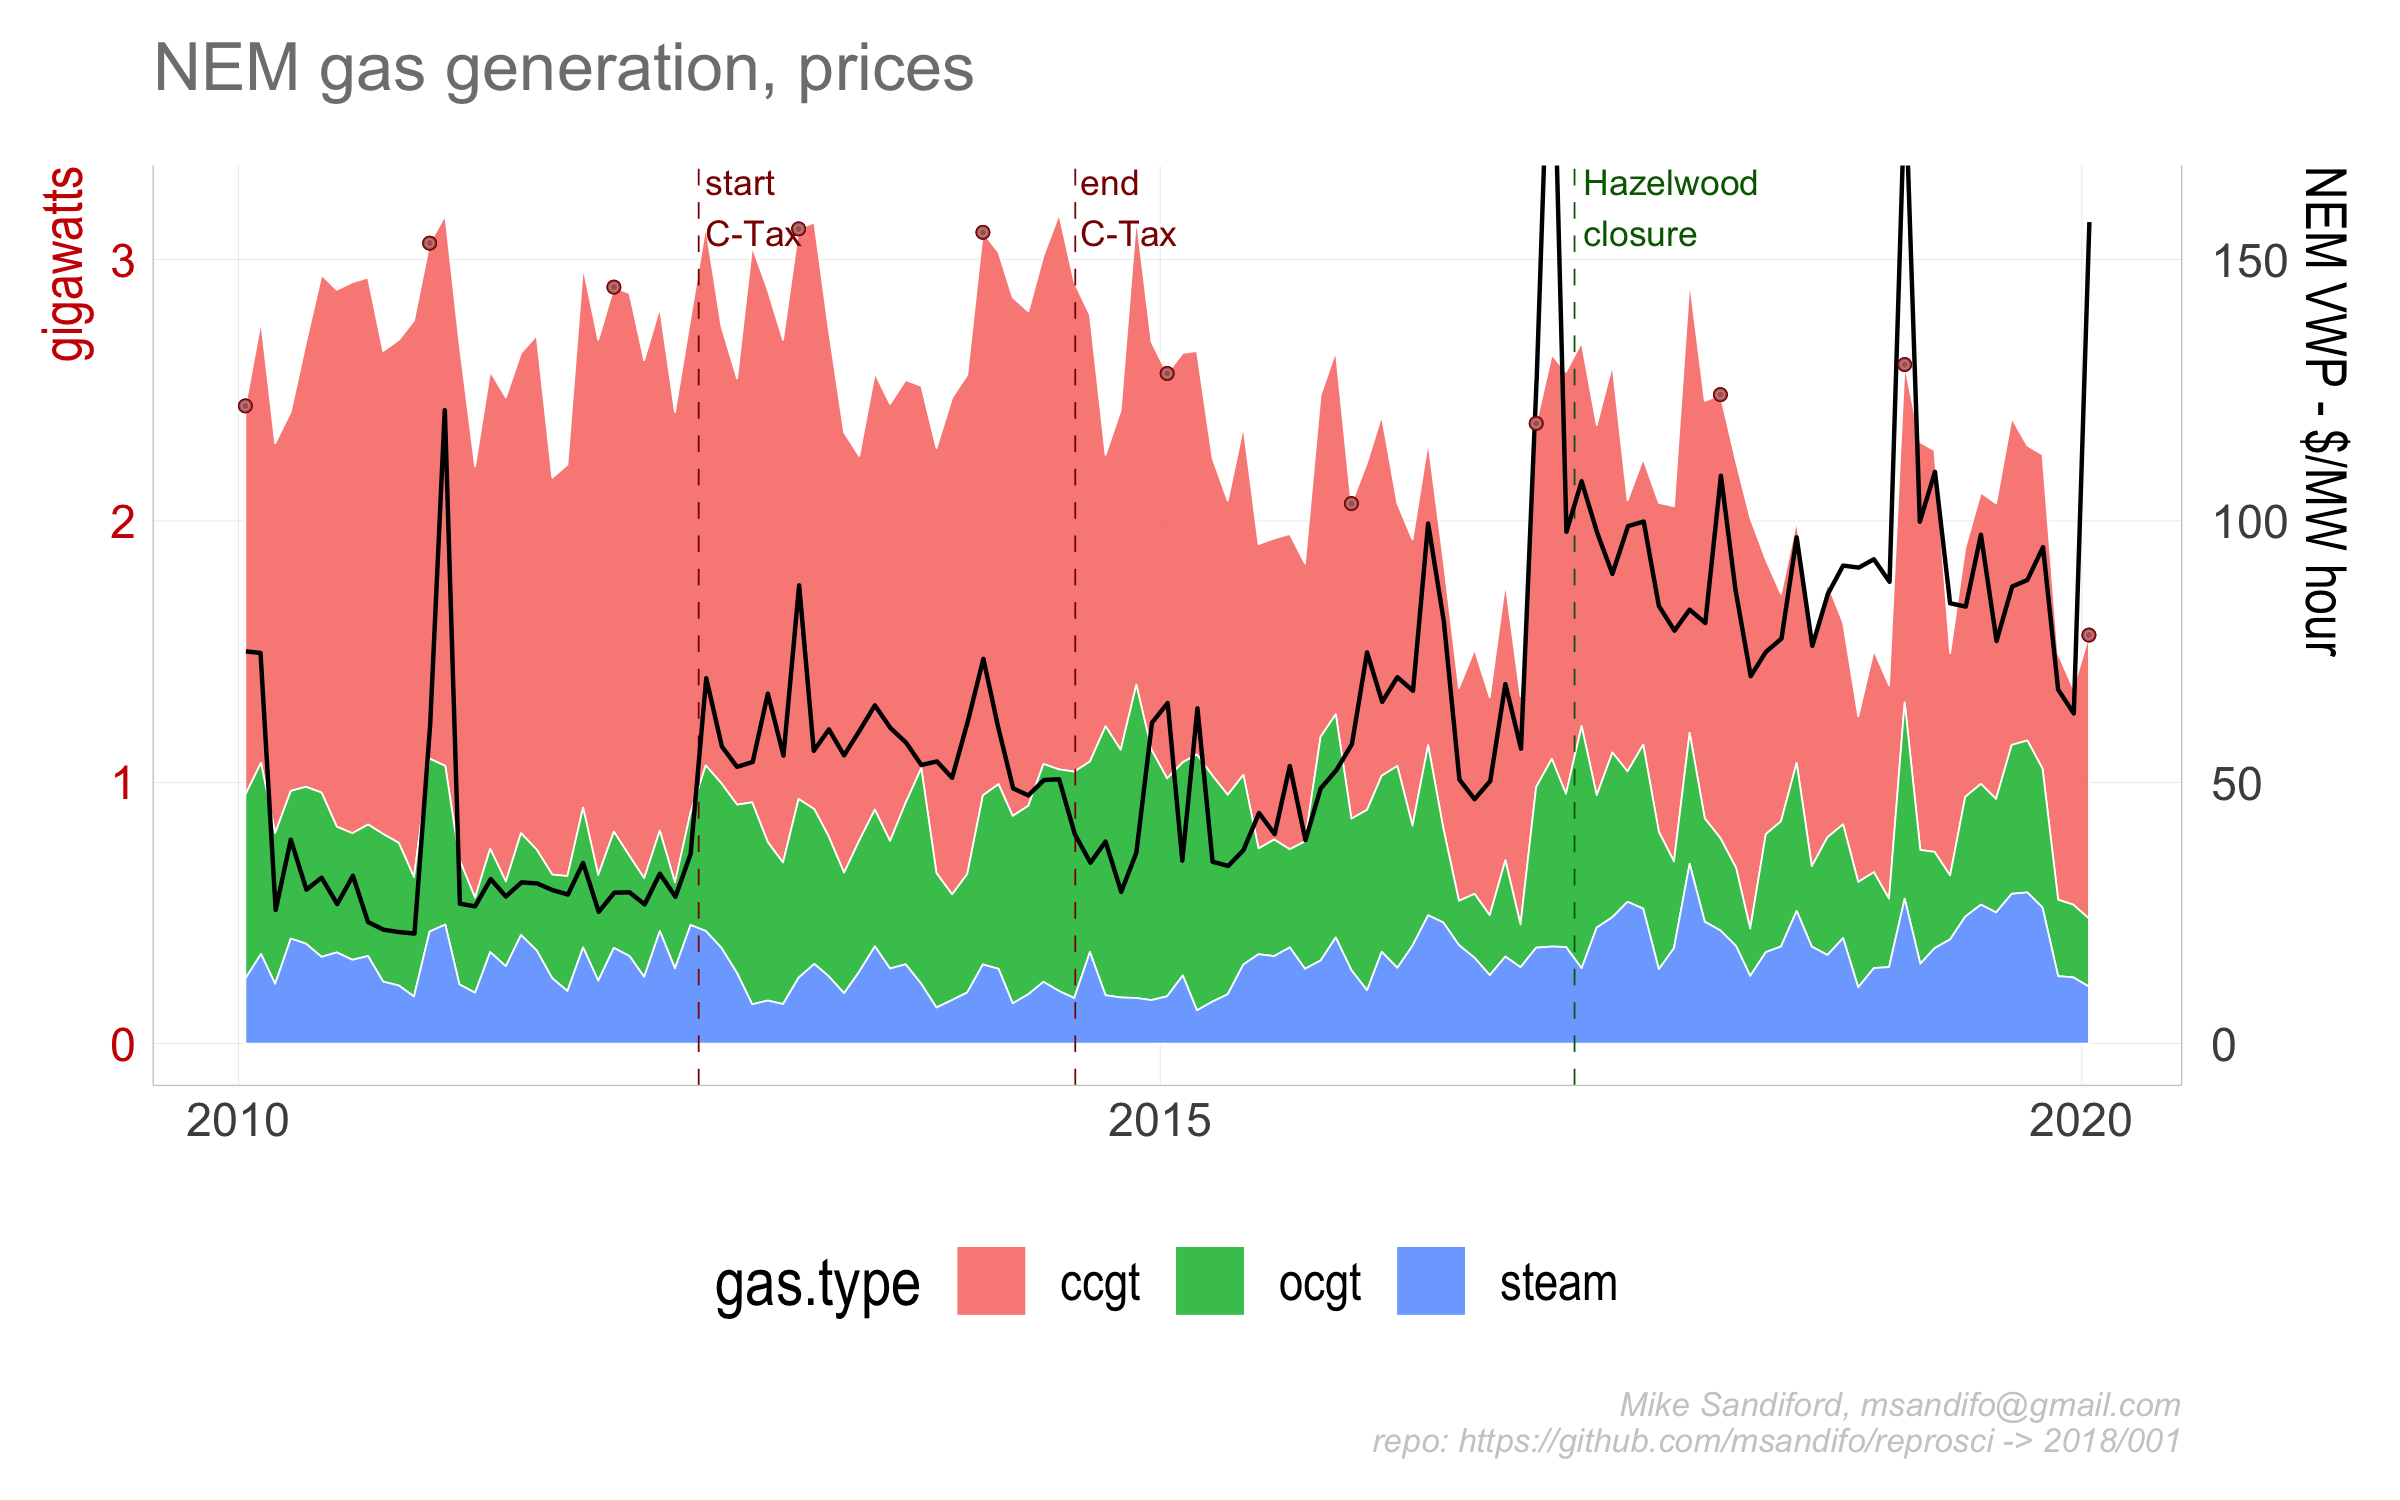 NEM gas generation, prices
gigawatts
3
2
1
0
start
C-Tax
end
C-Tax
Hazelwood
closure
150
100
50
0
NEM VWP - $/MW hour
2010
2015
2020
gas.type
ccgt
ocgt
steam
Mike Sandiford, msandifo@gmail.com
repo: https://github.com/msandifo/reprosci -> 2018/001